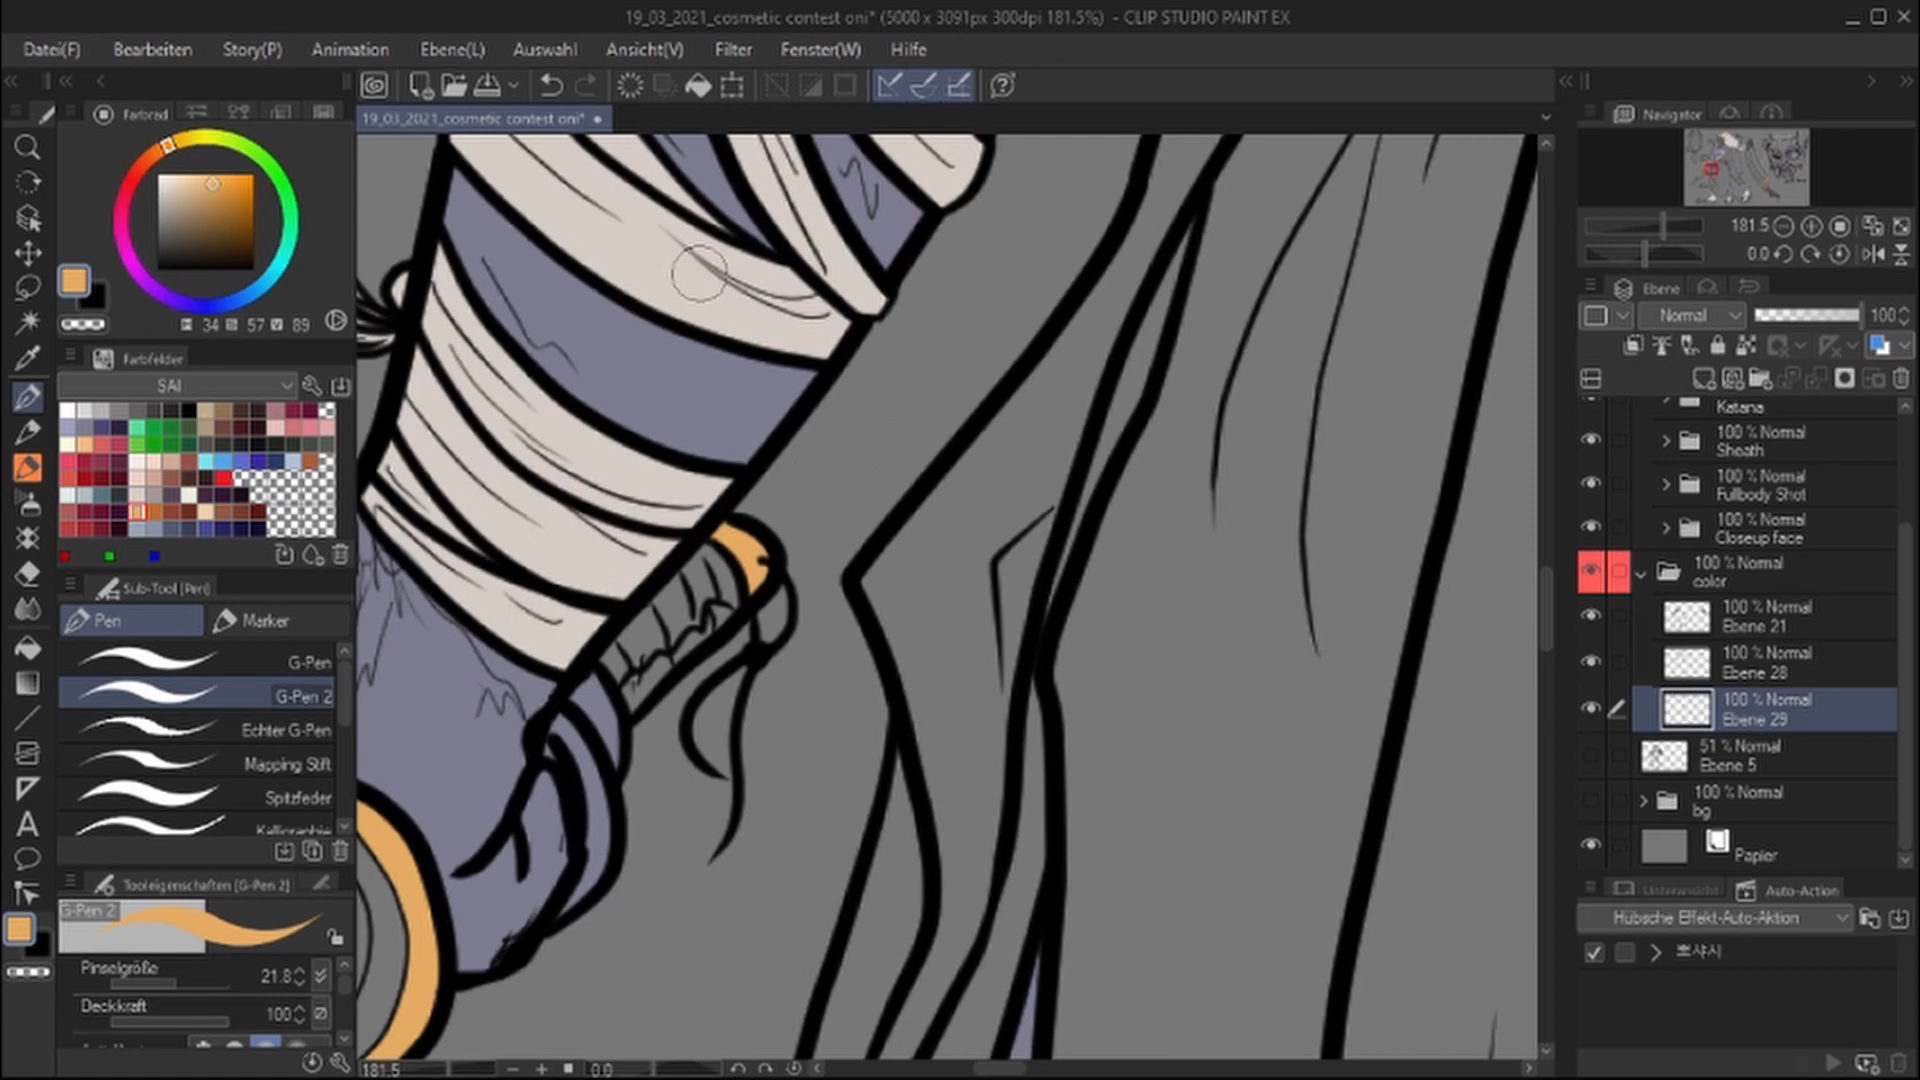 19_03_2021_cosmetic contest oni* (5000 x 3091px 300dpi 181.5%) - CLIP STUDIO PAINT EX
Datei(F) Bearbeiten Story(P) Animation Ebene(L) Auswahl Ansicht(V) Filter Fenster(W) Hilfe
Farbrad
19_03_2021_cosmetic contest oni*
34 57 89
Farbfelder
SAI
Sub-Tool [Pen]
Pen Marker
G-Pen
G-Pen 2
Echter G-Pen
Mapping Stift
Spitzfeder
Kalligraphie
Tooleigenschaften [G-Pen 2]
G-Pen 2
Pinselgröße 21.8
Deckkraft 100
181.5 0.0
Navigator
181.5
0.0
Ebene
Normal 100
Katana
100 % Normal
Sheath
100 % Normal
Fullbody Shot
100 % Normal
Closeup face
100 % Normal
color
100 % Normal
Ebene 21
100 % Normal
Ebene 28
100 % Normal
Ebene 29
51 % Normal
Ebene 5
100 % Normal
bg
Papier
Unteransicht Auto-Action
Hübsche Effekt-Auto-Aktion
뽀샤시